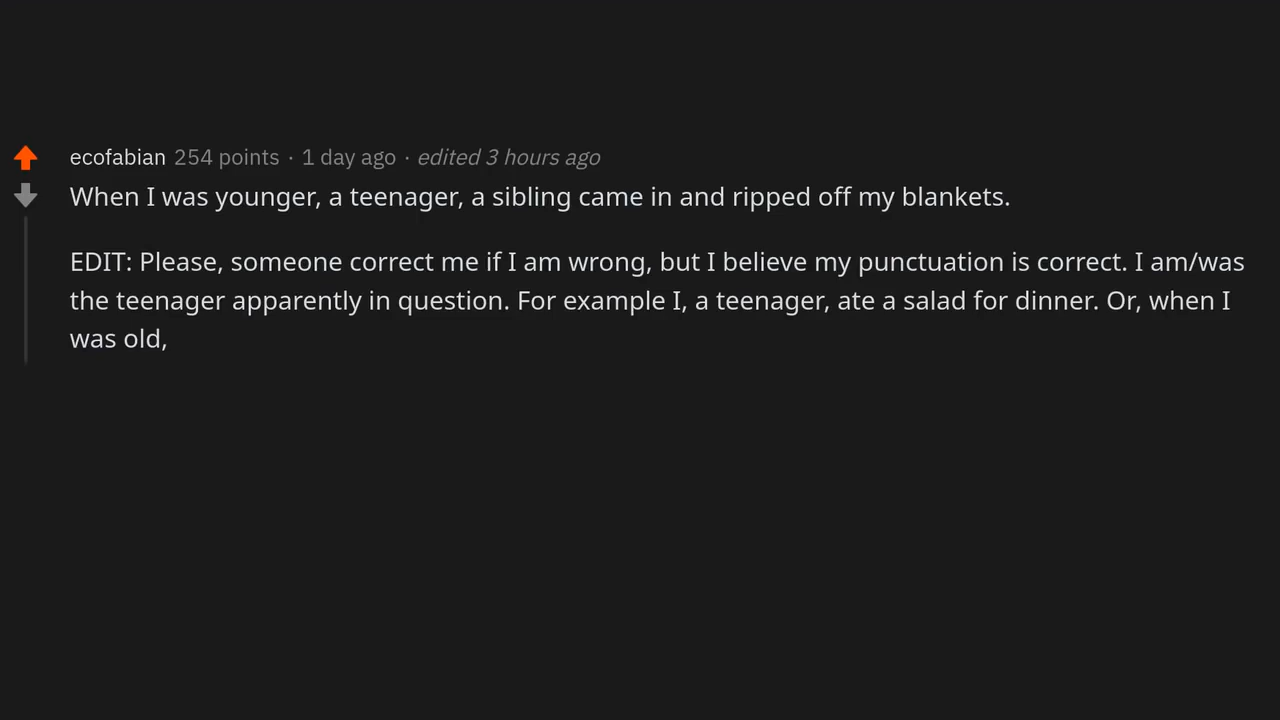 ecofabian 254 points · 1 day ago · edited 3 hours ago
When I was younger, a teenager, a sibling came in and ripped off my blankets.
EDIT: Please, someone correct me if I am wrong, but I believe my punctuation is correct. I am/was
the teenager apparently in question. For example I, a teenager, ate a salad for dinner. Or, when I
was old,